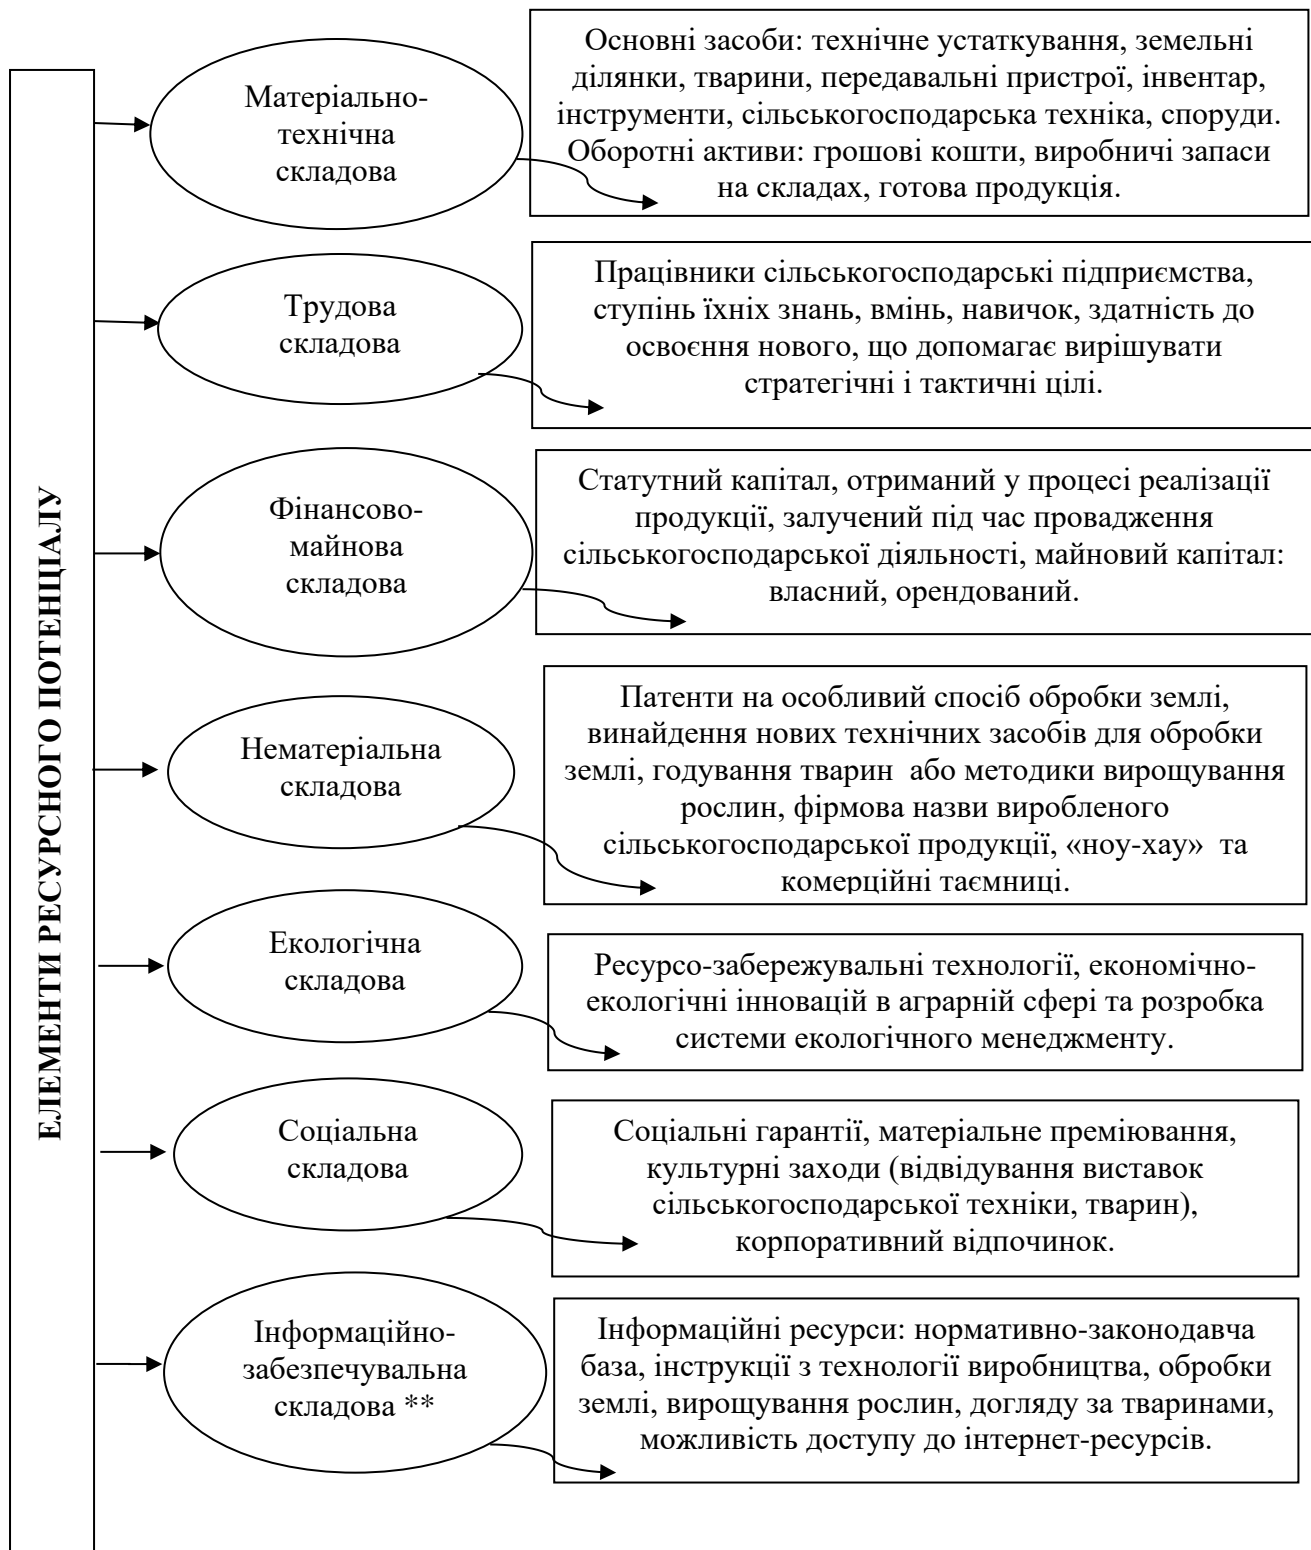 ЕЛЕМЕНТИ РЕСУРСНОГО ПОТЕНЦІАЛУ
Матеріально-
технічна
складова
Основні засоби: технічне устаткування, земельні
ділянки, тварини, передавальні пристрої, інвентар,
інструменти, сільськогосподарська техніка, споруди.
Оборотні активи: грошові кошти, виробничі запаси
на складах, готова продукція.
Трудова
складова
Працівники сільськогосподарські підприємства,
ступінь їхніх знань, вмінь, навичок, здатність до
освоєння нового, що допомагає вирішувати
стратегічні і тактичні цілі.
Фінансово-
майнова
складова
Статутний капітал, отриманий у процесі реалізації
продукції, залучений під час провадження
сільськогосподарської діяльності, майновий капітал:
власний, орендований.
Нематеріальна
складова
Патенти на особливий спосіб обробки землі,
винайдення нових технічних засобів для обробки
землі, годування тварин або методики вирощування
рослин, фірмова назви виробленого
сільськогосподарської продукції, «ноу-хау» та
комерційні таємниці.
Екологічна
складова
Ресурсо-забережувальні технології, економічно-
екологічні інновацій в аграрній сфері та розробка
системи екологічного менеджменту.
Соціальна
складова
Соціальні гарантії, матеріальне преміювання,
культурні заходи (відвідування виставок
сільськогосподарської техніки, тварин),
корпоративний відпочинок.
Інформаційно-
забезпечувальна
складова **
Інформаційні ресурси: нормативно-законодавча
база, інструкції з технології виробництва, обробки
землі, вирощування рослин, догляду за тваринами,
можливість доступу до інтернет-ресурсів.